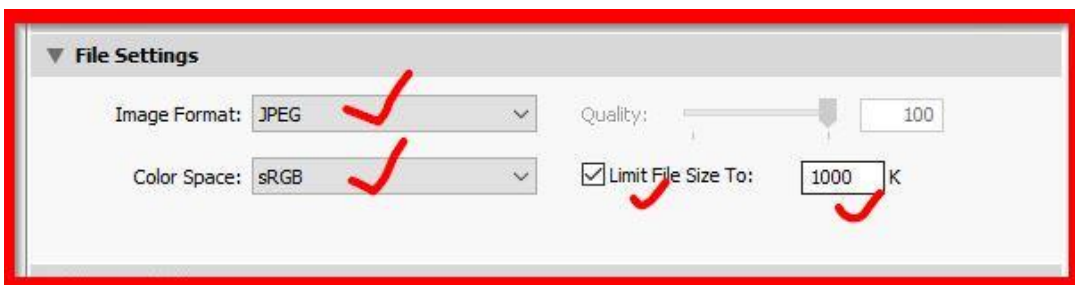 File Settings
Image Format: JPEG Quality: 100
Color Space: sRGB Limit File Size To: 1000 K